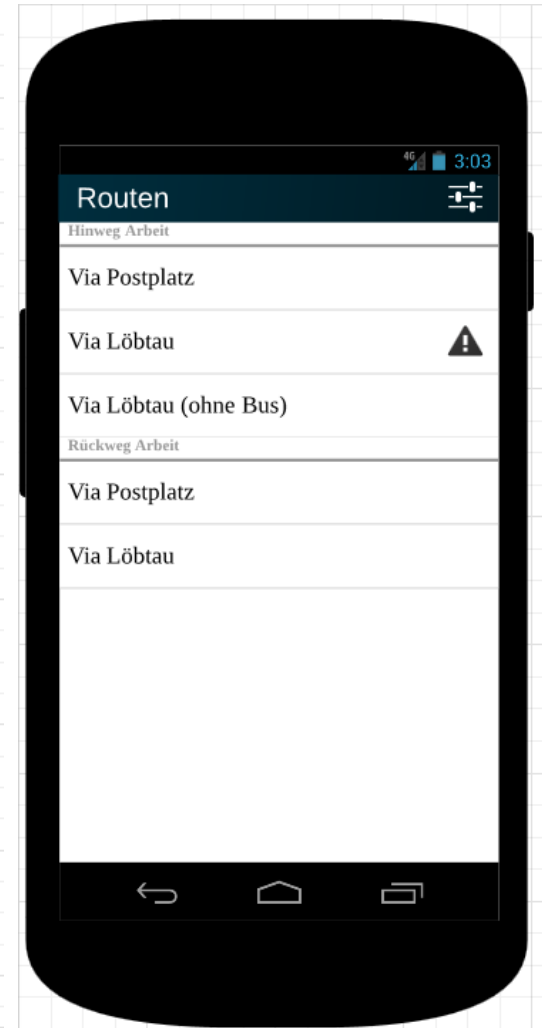 4G 3:03
Routen
Hinweg Arbeit
Via Postplatz
Via Löbtau
Via Löbtau (ohne Bus)
Rückweg Arbeit
Via Postplatz
Via Löbtau